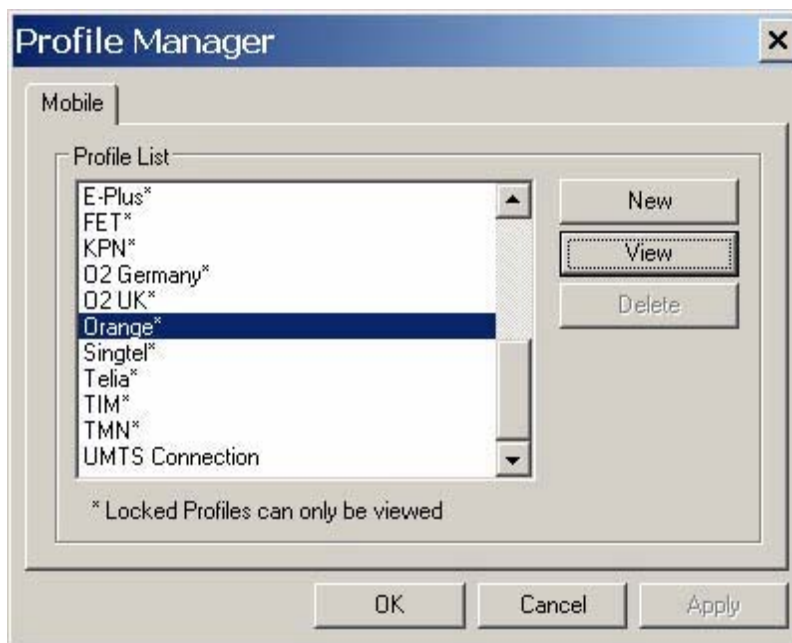 Profile Manager
Mobile
Profile List
E-Plus*
FET*
KPN*
O2 Germany*
O2 UK*
Orange*
Singtel*
Telia*
TIM*
TMN*
UMTS Connection
New
View
Delete
* Locked Profiles can only be viewed
OK Cancel Apply